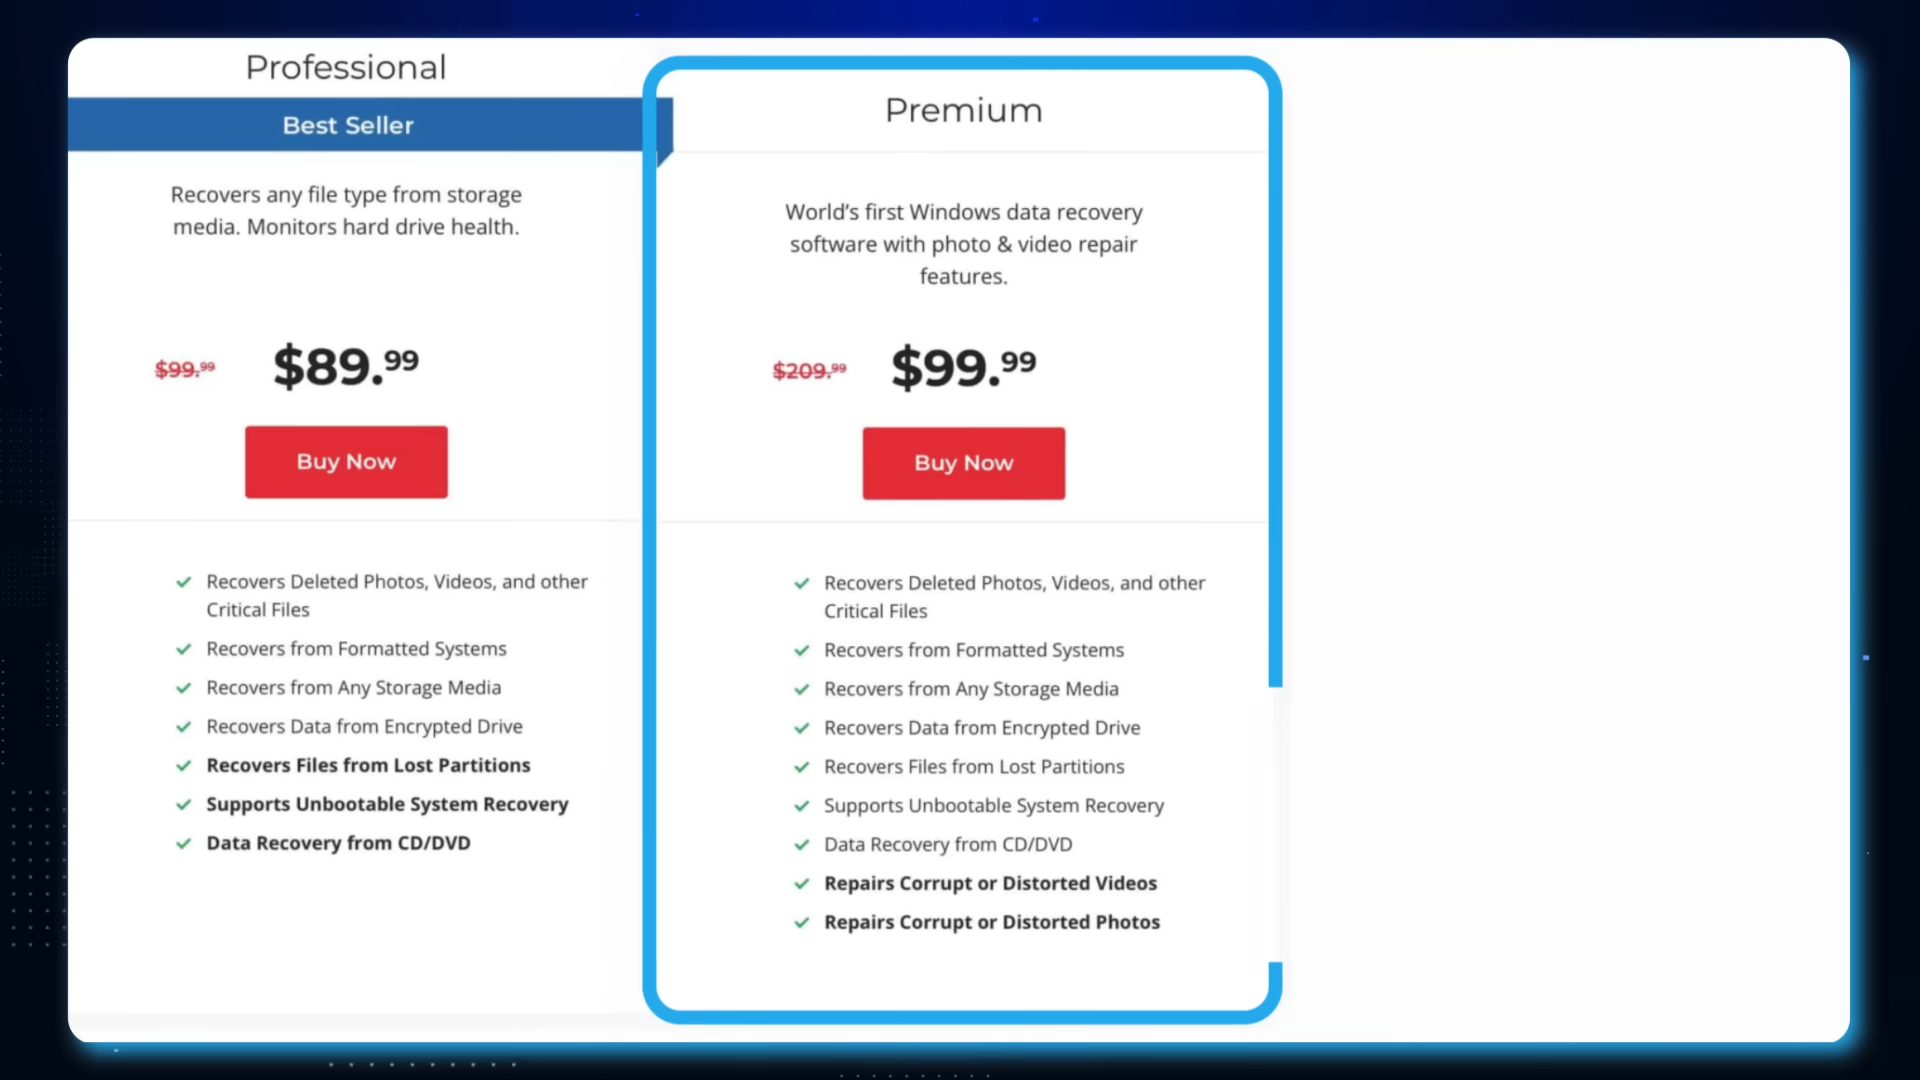 Professional
Best Seller
Recovers any file type from storage
media. Monitors hard drive health.
$99.99 $89.99
Buy Now
Recovers Deleted Photos, Videos, and other
Critical Files
Recovers from Formatted Systems
Recovers from Any Storage Media
Recovers Data from Encrypted Drive
Recovers Files from Lost Partitions
Supports Unbootable System Recovery
Data Recovery from CD/DVD
Premium
World’s first Windows data recovery
software with photo & video repair
features.
$209.99 $99.99
Buy Now
Recovers Deleted Photos, Videos, and other
Critical Files
Recovers from Formatted Systems
Recovers from Any Storage Media
Recovers Data from Encrypted Drive
Recovers Files from Lost Partitions
Supports Unbootable System Recovery
Data Recovery from CD/DVD
Repairs Corrupt or Distorted Videos
Repairs Corrupt or Distorted Photos